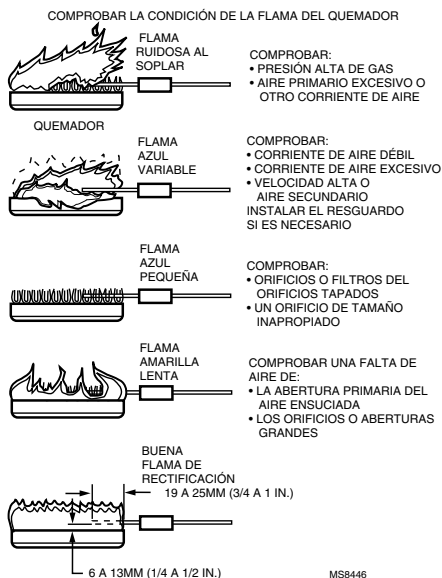 COMPROBAR LA CONDICIÓN DE LA FLAMA DEL QUEMADOR
FLAMA
RUIDOSA AL
SOPLAR
COMPROBAR:
• PRESIÓN ALTA DE GAS
• AIRE PRIMARIO EXCESIVO O
OTRO CORRIENTE DE AIRE
QUEMADOR
FLAMA
AZUL
VARIABLE
COMPROBAR:
• CORRIENTE DE AIRE DÉBIL
• CORRIENTE DE AIRE EXCESIVO
• VELOCIDAD ALTA O
AIRE SECUNDARIO
INSTALAR EL RESGUARDO
SI ES NECESARIO
FLAMA
AZUL
PEQUEÑA
COMPROBAR:
• ORIFICIOS O FILTROS DEL
ORIFICIOS TAPADOS
• UN ORIFICIO DE TAMAÑO
INAPROPIADO
FLAMA
AMARILLA
LENTA
COMPROBAR UNA FALTA DE
AIRE DE:
• LA ABERTURA PRIMARIA DEL
AIRE ENSUCIADA
• LOS ORIFICIOS O ABERTURAS
GRANDES
BUENA
FLAMA DE
RECTIFICACIÓN
19 A 25MM (3/4 A 1 IN.)
6 A 13MM (1/4 A 1/2 IN.)
MS8446